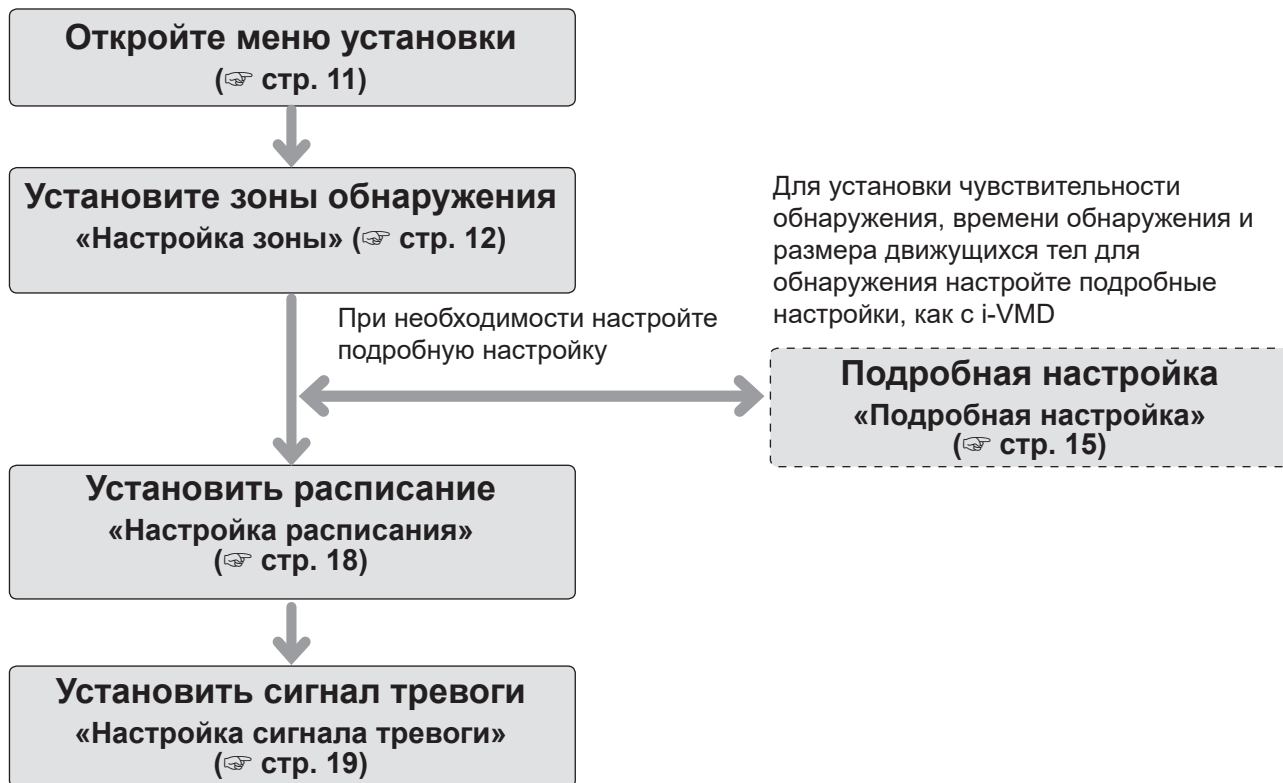 Откройте меню установки
(☞ стр. 11)
Установите зоны обнаружения
«Настройка зоны» (☞ стр. 12)
Для установки чувствительности
обнаружения, времени обнаружения и
размера движущихся тел для
обнаружения настройте подробные
настройки, как с i-VMD
При необходимости настройте
подробную настройку
Подробная настройка
«Подробная настройка»
(☞ стр. 15)
Установить расписание
«Настройка расписания»
(☞ стр. 18)
Установить сигнал тревоги
«Настройка сигнала тревоги»
(☞ стр. 19)